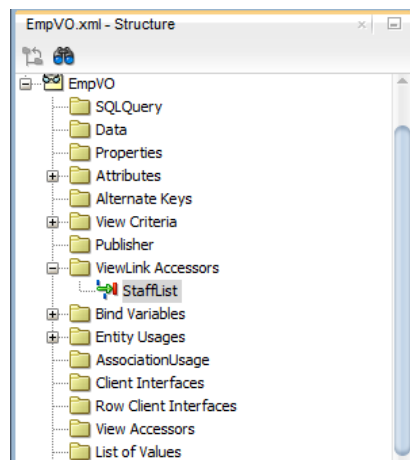 EmpVO.xml - Structure
EmpVO
SQLQuery
Data
Properties
Attributes
Alternate Keys
View Criteria
Publisher
ViewLink Accessors
StaffList
Bind Variables
Entity Usages
AssociationUsage
Client Interfaces
Row Client Interfaces
View Accessors
List of Values